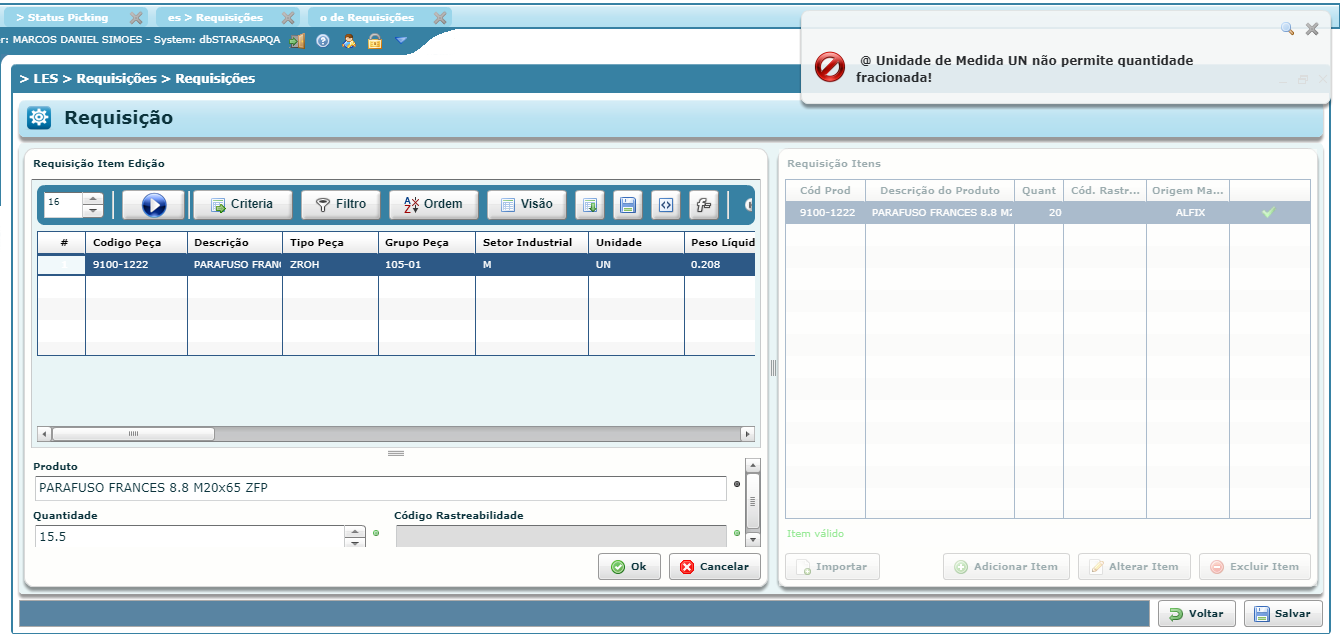 > Status Picking
es > Requisições
o de Requisições
r: MARCOS DANIEL SIMOES - System: dbSTARASAPQA
@ Unidade de Medida UN não permite quantidade
fracionada!
> LES > Requisições > Requisições
Requisição
Requisição Item Edição
16
Criteria
Filtro
Ordem
Visão
# Codigo Peça Descrição Tipo Peça Grupo Peça Setor Industrial Unidade Peso Líquid
9100-1222 PARAFUSO FRAN ZROH 105-01 M UN 0.208
Produto
PARAFUSO FRANCES 8.8 M20x65 ZFP
Quantidade
Código Rastreabilidade
15.5
Ok
Cancelar
Requisição Itens
Cód Prod Descrição do Produto Quant Cód. Rastr... Origem Ma...
9100-1222 PARAFUSO FRANCES 8.8 M2 20 ALFIX
Item válido
Importar
Adicionar Item
Alterar Item
Excluir Item
Voltar
Salvar